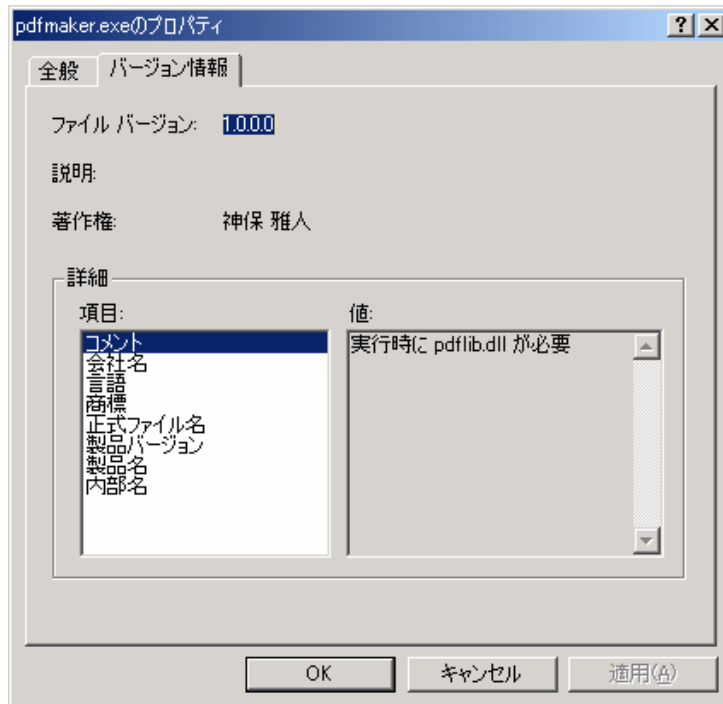 pdfmaker.exeのプロパティ
全般 バージョン情報
ファイル バージョン: 1.0.0.0
説明:
著作権: 神保 雅人
詳細
項目: 値:
コメント 実行時に pdflib.dll が必要
会社名
言語
商標
正式ファイル名
製品バージョン
製品名
内部名
OK キャンセル 適用(A)